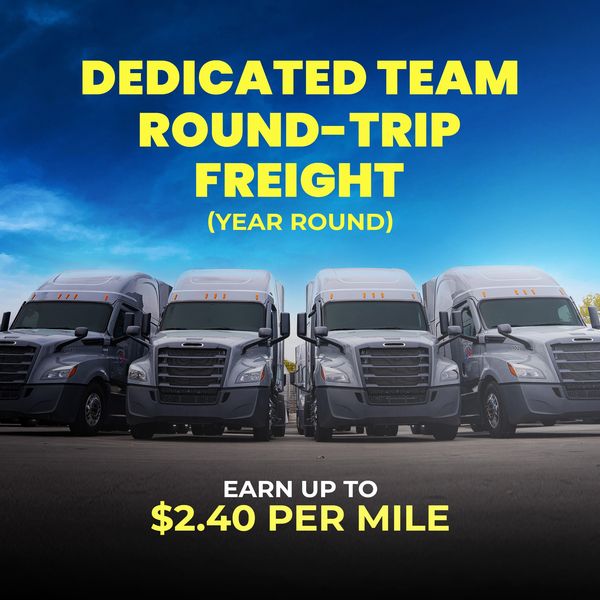 DEDICATED TEAM
ROUND-TRIP
FREIGHT
(YEAR ROUND)
EARN UP TO
$2.40 PER MILE